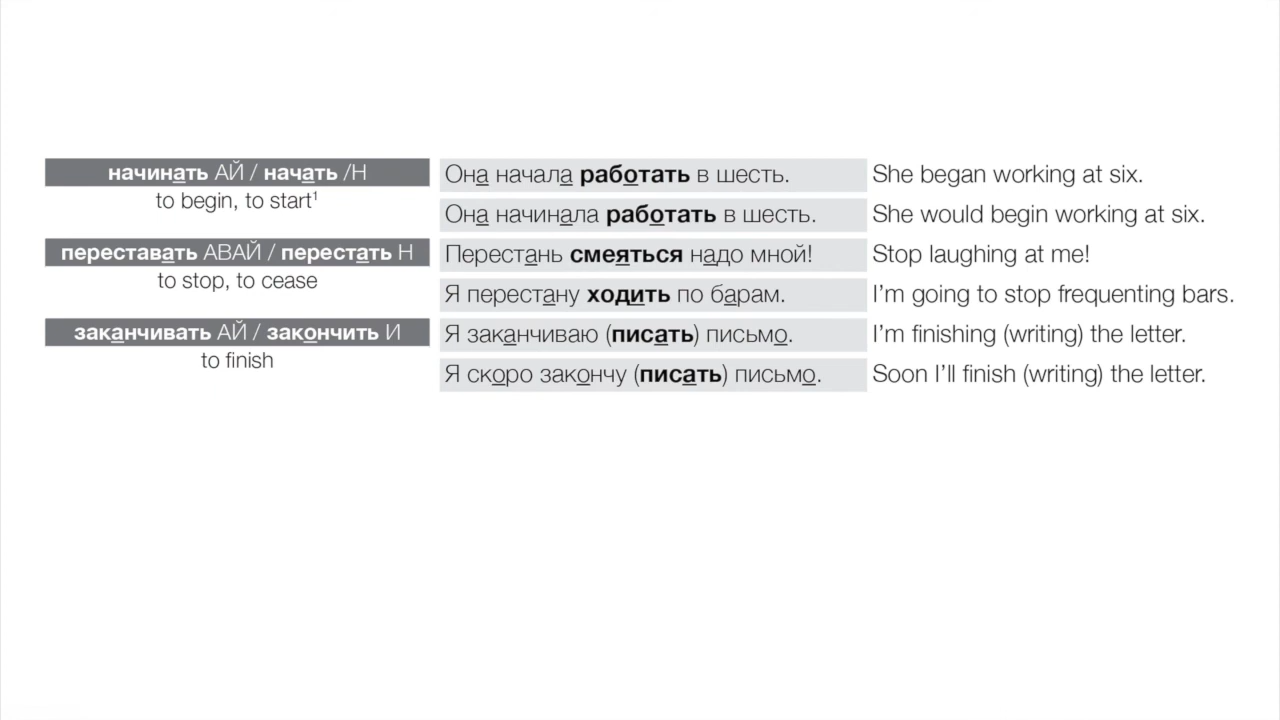 начинать АЙ / начать /Н
to begin, to start¹
Она начала работать в шесть. She began working at six.
Она начинала работать в шесть. She would begin working at six.
переставать АВАЙ / перестать Н
to stop, to cease
Перестань смеяться надо мной! Stop laughing at me!
Я перестану ходить по барам. I'm going to stop frequenting bars.
заканчивать АЙ / закончить И
to finish
Я заканчиваю (писать) письмо. I'm finishing (writing) the letter.
Я скоро закончу (писать) письмо. Soon I'll finish (writing) the letter.